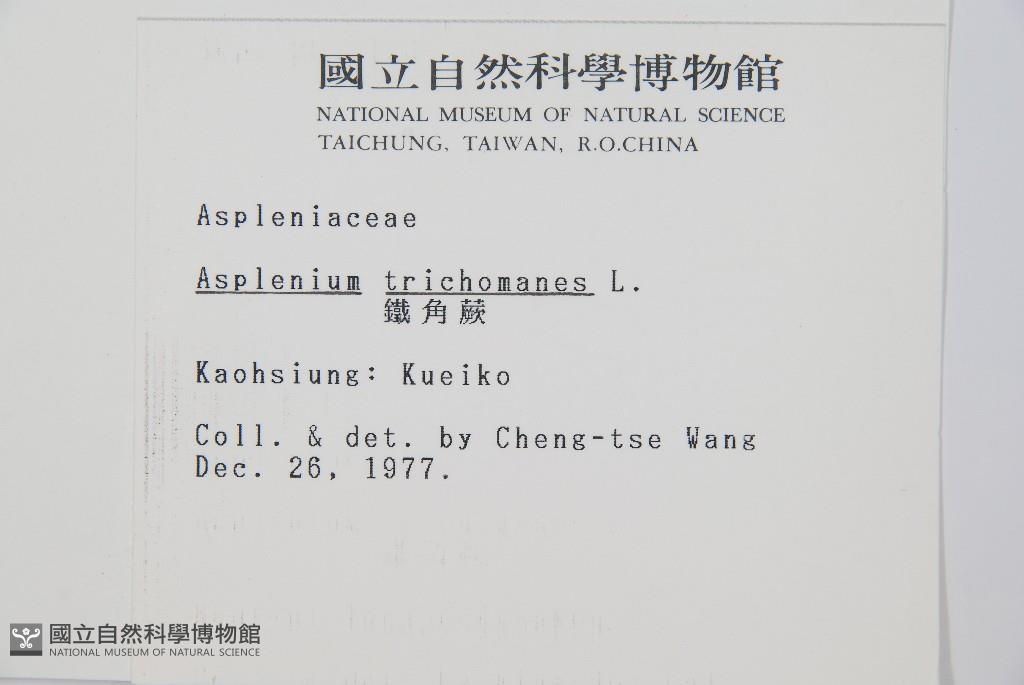 國立自然科學博物館
NATIONAL MUSEUM OF NATURAL SCIENCE
TAICHUNG, TAIWAN, R.O.CHINA
Aspleniaceae
Asplenium trichomanes L.
鐵角蕨
Kaohsiung: Kueiko
Coll. & det. by Cheng-tse Wang
Dec. 26, 1977.
國立自然科學博物館
NATIONAL MUSEUM OF NATURAL SCIENCE